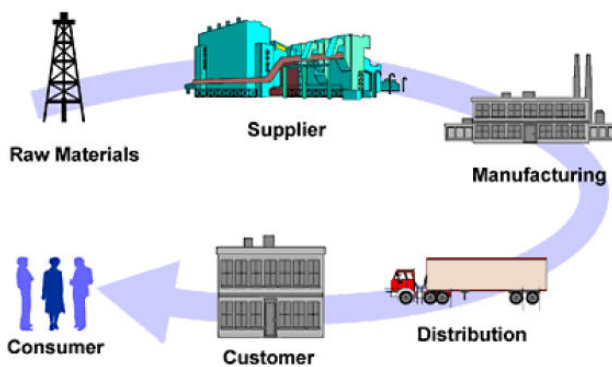 Raw Materials
Supplier
Manufacturing
Distribution
Customer
Consumer